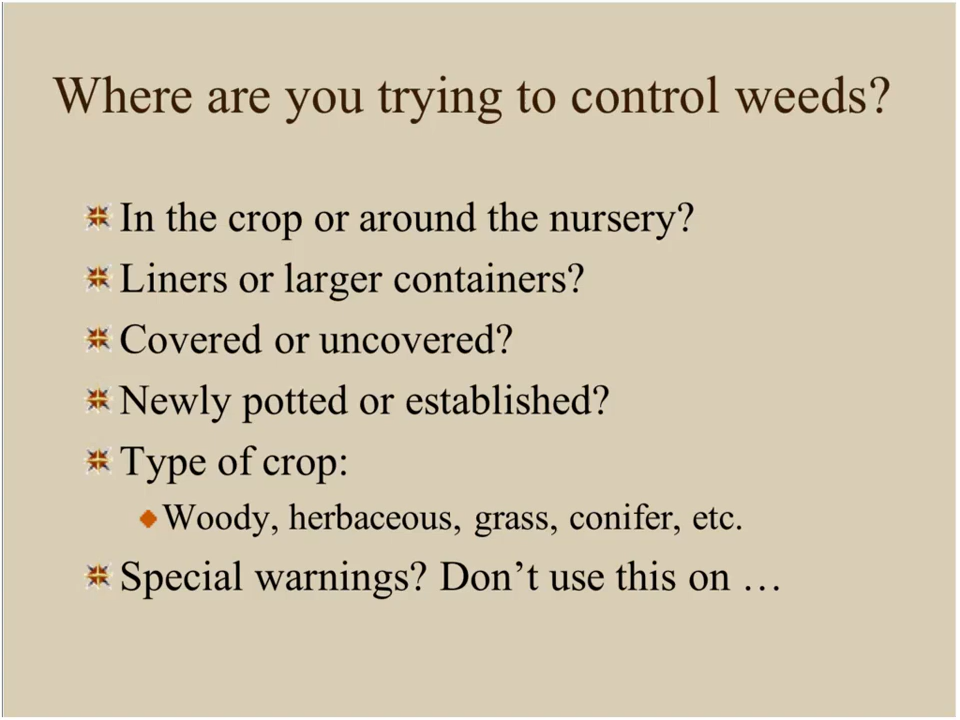 Where are you trying to control weeds?
In the crop or around the nursery?
Liners or larger containers?
Covered or uncovered?
Newly potted or established?
Type of crop:
Woody, herbaceous, grass, conifer, etc.
Special warnings? Don’t use this on …